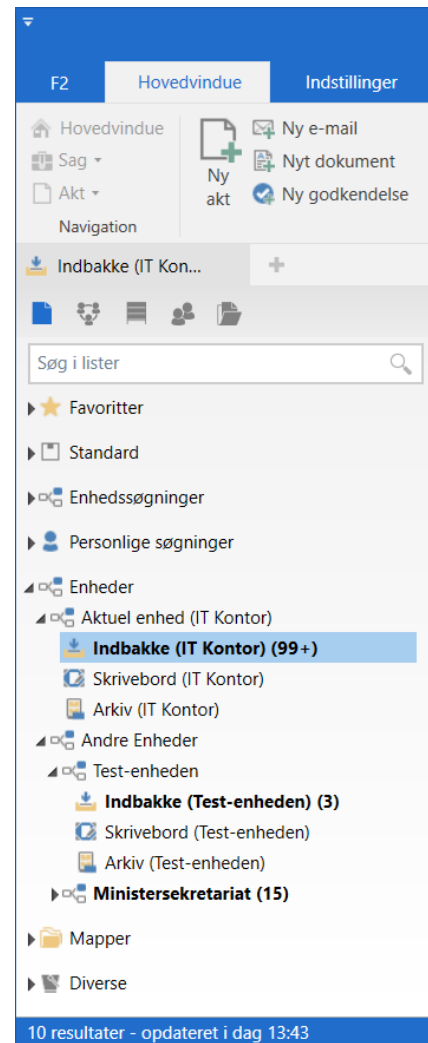 F2 Hovedvindue Indstillinger
Hovedvindue
Sag
Akt
Navigation
Ny
akt
Ny e-mail
Nyt dokument
Ny godkendelse
Indbakke (IT Kon... +
Søg i lister
Favoritter
Standard
Enhedssøgninger
Personlige søgninger
Enheder
Aktuel enhed (IT Kontor)
Indbakke (IT Kontor) (99+)
Skrivebord (IT Kontor)
Arkiv (IT Kontor)
Andre Enheder
Test-enheden
Indbakke (Test-enheden) (3)
Skrivebord (Test-enheden)
Arkiv (Test-enheden)
Ministersekretariat (15)
Mapper
Diverse
10 resultater - opdateret i dag 13:43